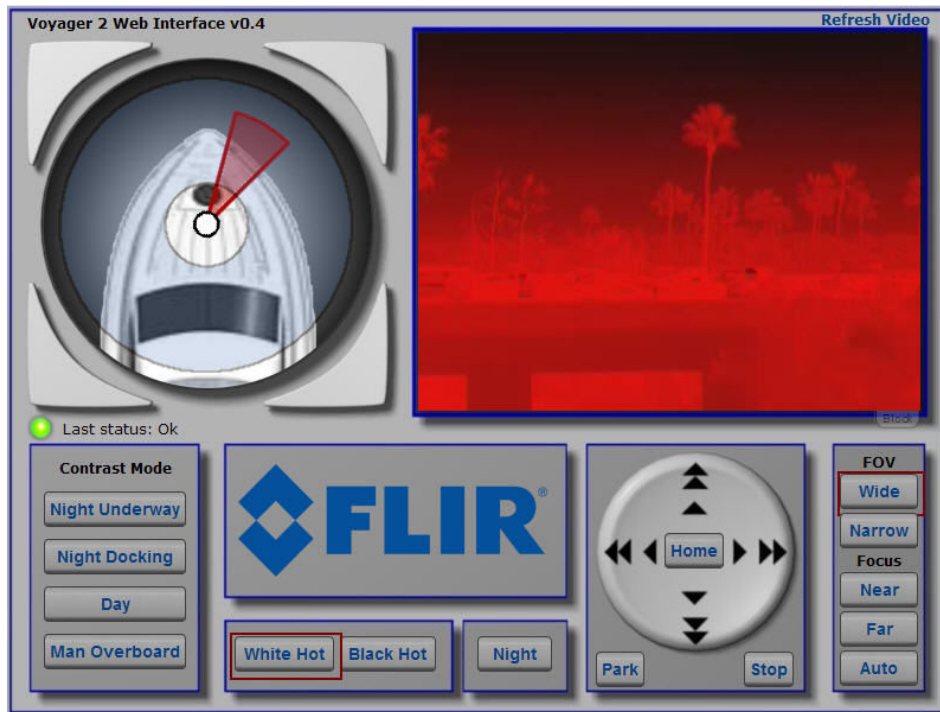 Voyager 2 Web Interface v0.4
Refresh Video
Block
Last status: Ok
Contrast Mode
Night Underway
Night Docking
Day
Man Overboard
FLIR®
White Hot
Black Hot
Night
Home
Park
Stop
FOV
Wide
Narrow
Focus
Near
Far
Auto